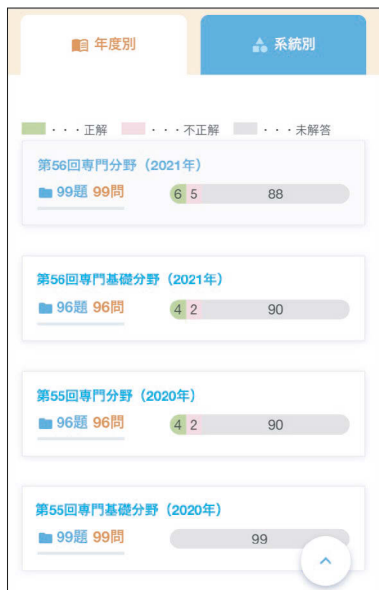 年度別 系統別
・・・正解 ・・・不正解 ・・・未解答
第56回専門分野（2021年）
99題 99問 6 5 88
第56回専門基礎分野（2021年）
96題 96問 4 2 90
第55回専門分野（2020年）
96題 96問 4 2 90
第55回専門基礎分野（2020年）
99題 99問 99